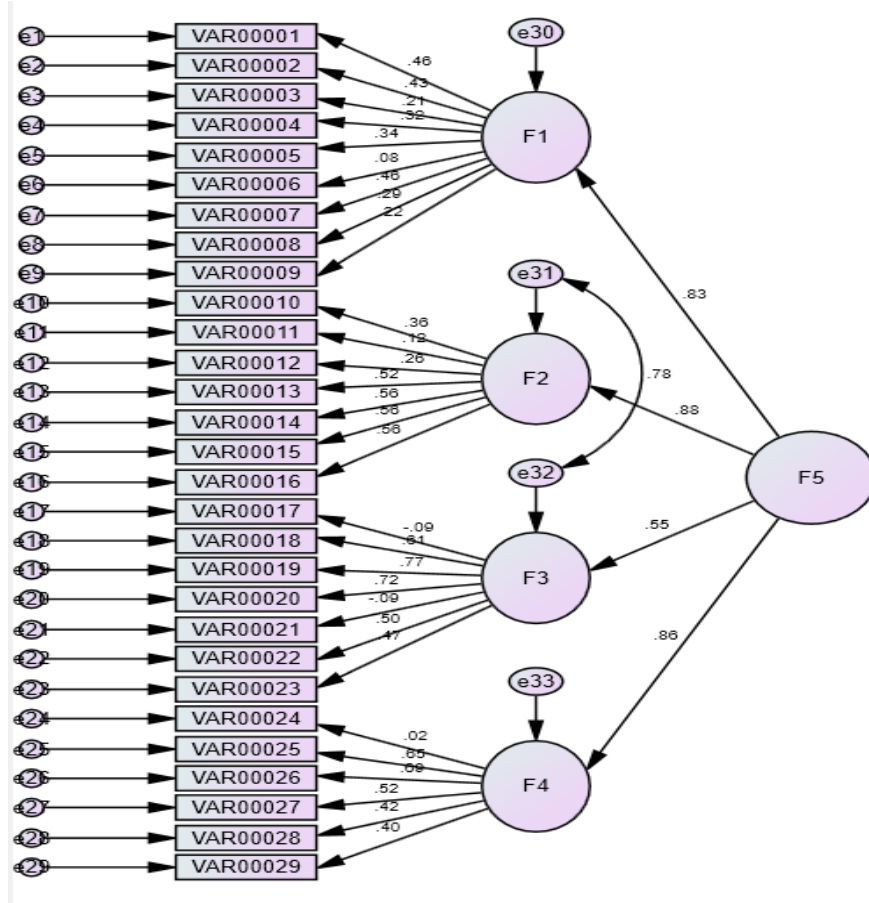 e1 VAR00001
e2 VAR00002
e3 VAR00003
e4 VAR00004
e5 VAR00005
e6 VAR00006
e7 VAR00007
e8 VAR00008
e9 VAR00009
e10 VAR00010
e11 VAR00011
e12 VAR00012
e13 VAR00013
e14 VAR00014
e15 VAR00015
e16 VAR00016
e17 VAR00017
e18 VAR00018
e19 VAR00019
e20 VAR00020
e21 VAR00021
e22 VAR00022
e23 VAR00023
e24 VAR00024
e25 VAR00025
e26 VAR00026
e27 VAR00027
e28 VAR00028
e29 VAR00029
.46
.43
.21
.32
.34
.08
.46
.29
.22
.36
.12
.26
.52
.56
.56
.56
-.09
.61
.77
.72
-.09
.50
.47
.02
.65
.69
.52
.42
.40
e30
F1
e31
F2
e32
F3
e33
F4
.83
.78
.88
.55
.86
F5